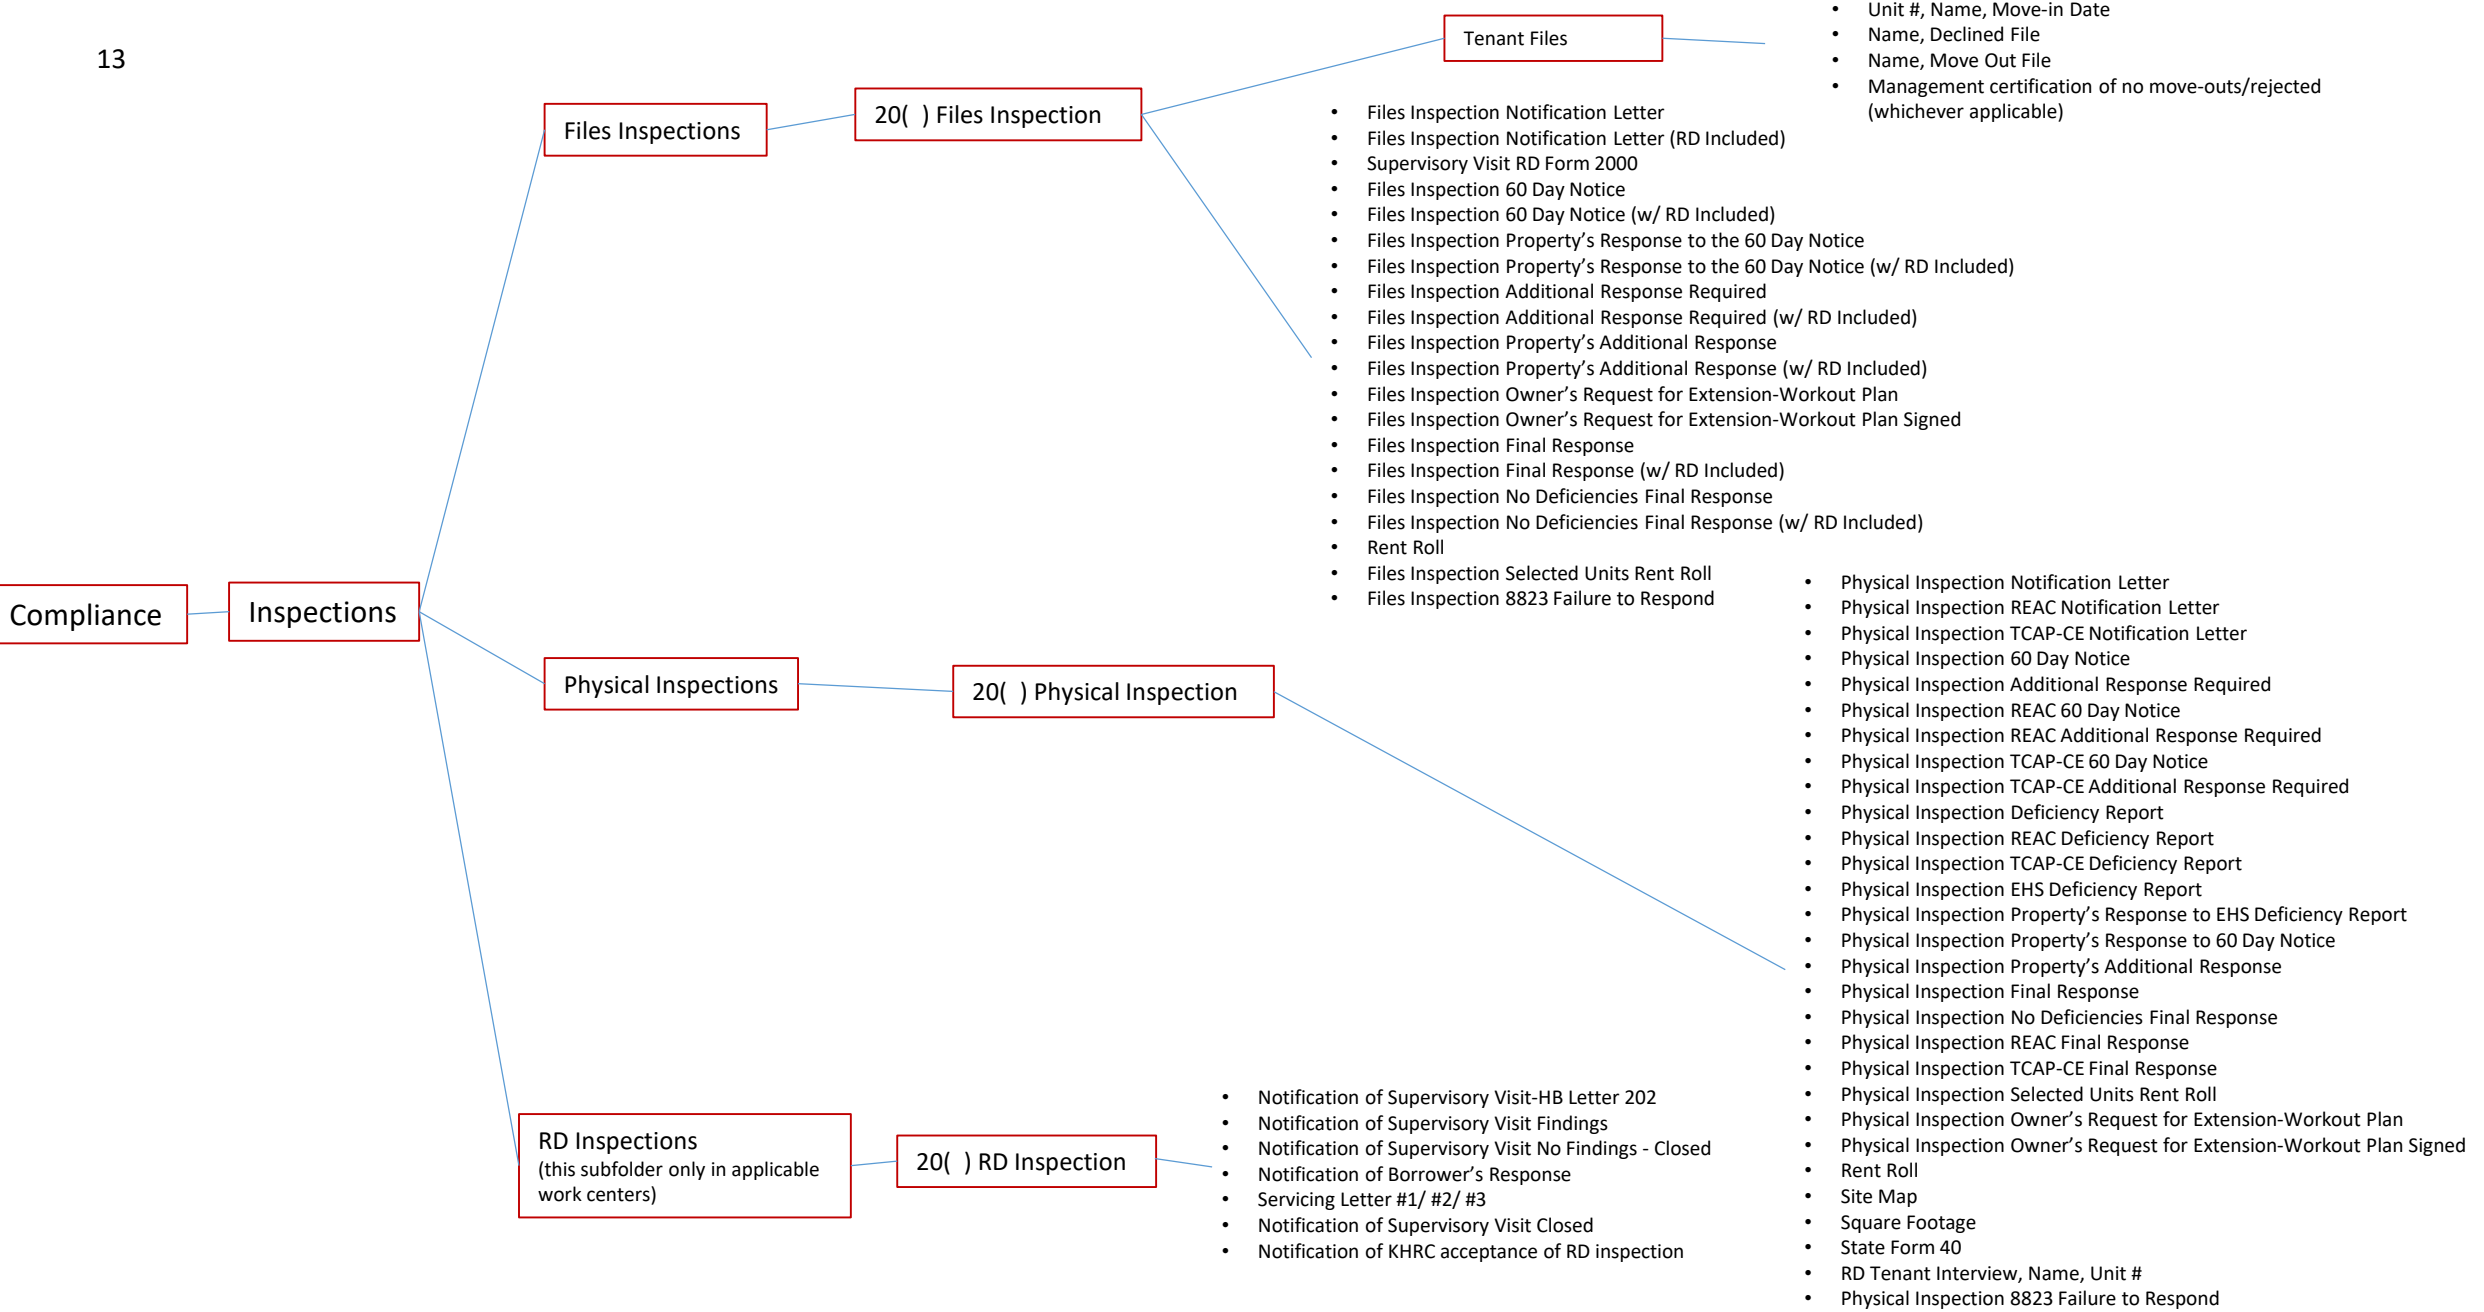 13
Compliance
Inspections
Files Inspections
20(  ) Files Inspection
Tenant Files
• Unit #, Name, Move-in Date
• Name, Declined File
• Name, Move Out File
• Management certification of no move-outs/rejected
(whichever applicable)
• Files Inspection Notification Letter
• Files Inspection Notification Letter (RD Included)
• Supervisory Visit RD Form 2000
• Files Inspection 60 Day Notice
• Files Inspection 60 Day Notice (w/ RD Included)
• Files Inspection Property’s Response to the 60 Day Notice
• Files Inspection Property’s Response to the 60 Day Notice (w/ RD Included)
• Files Inspection Additional Response Required
• Files Inspection Additional Response Required (w/ RD Included)
• Files Inspection Property’s Additional Response
• Files Inspection Property’s Additional Response (w/ RD Included)
• Files Inspection Owner’s Request for Extension-Workout Plan
• Files Inspection Owner’s Request for Extension-Workout Plan Signed
• Files Inspection Final Response
• Files Inspection Final Response (w/ RD Included)
• Files Inspection No Deficiencies Final Response
• Files Inspection No Deficiencies Final Response (w/ RD Included)
• Rent Roll
• Files Inspection Selected Units Rent Roll
• Files Inspection 8823 Failure to Respond
Physical Inspections
20(  ) Physical Inspection
• Physical Inspection Notification Letter
• Physical Inspection REAC Notification Letter
• Physical Inspection TCAP-CE Notification Letter
• Physical Inspection 60 Day Notice
• Physical Inspection Additional Response Required
• Physical Inspection REAC 60 Day Notice
• Physical Inspection REAC Additional Response Required
• Physical Inspection TCAP-CE 60 Day Notice
• Physical Inspection TCAP-CE Additional Response Required
• Physical Inspection Deficiency Report
• Physical Inspection REAC Deficiency Report
• Physical Inspection TCAP-CE Deficiency Report
• Physical Inspection EHS Deficiency Report
• Physical Inspection Property’s Response to EHS Deficiency Report
• Physical Inspection Property’s Response to 60 Day Notice
• Physical Inspection Property’s Additional Response
• Physical Inspection Final Response
• Physical Inspection No Deficiencies Final Response
• Physical Inspection REAC Final Response
• Physical Inspection TCAP-CE Final Response
• Physical Inspection Selected Units Rent Roll
• Physical Inspection Owner’s Request for Extension-Workout Plan
• Physical Inspection Owner’s Request for Extension-Workout Plan Signed
• Rent Roll
• Site Map
• Square Footage
• State Form 40
• RD Tenant Interview, Name, Unit #
• Physical Inspection 8823 Failure to Respond
RD Inspections
(this subfolder only in applicable
work centers)
20(  ) RD Inspection
• Notification of Supervisory Visit-HB Letter 202
• Notification of Supervisory Visit Findings
• Notification of Supervisory Visit No Findings - Closed
• Notification of Borrower’s Response
• Servicing Letter #1/ #2/ #3
• Notification of Supervisory Visit Closed
• Notification of KHRC acceptance of RD inspection